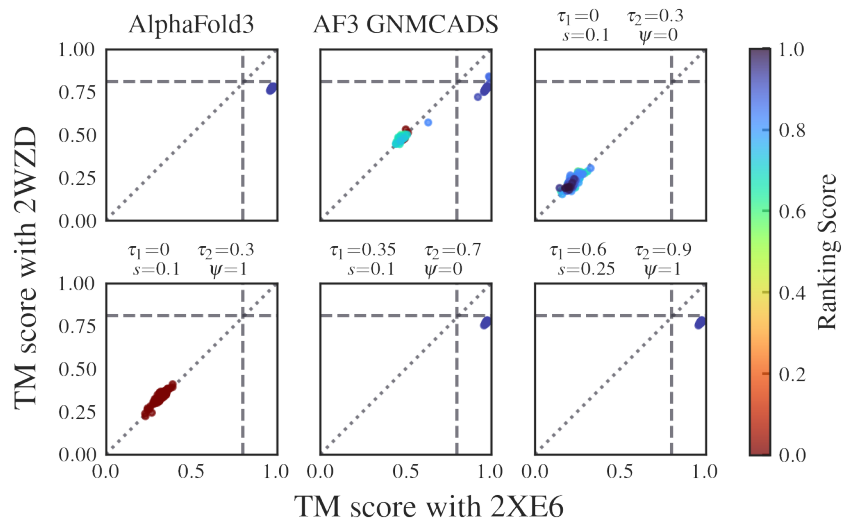 AlphaFold3
AF3 GNMCADS
τ₁=0 τ₂=0.3
s=0.1 ψ=0
1.00
0.75
0.50
0.25
0.00
TM score with 2WZD
τ₁=0 τ₂=0.3
s=0.1 ψ=1
τ₁=0.35 τ₂=0.7
s=0.1 ψ=0
τ₁=0.6 τ₂=0.9
s=0.25 ψ=1
1.00
0.75
0.50
0.25
0.00
0.0 0.5 1.0
0.0 0.5 1.0
0.0 0.5 1.0
TM score with 2XE6
1.0
0.8
0.6
0.4
0.2
0.0
Ranking Score